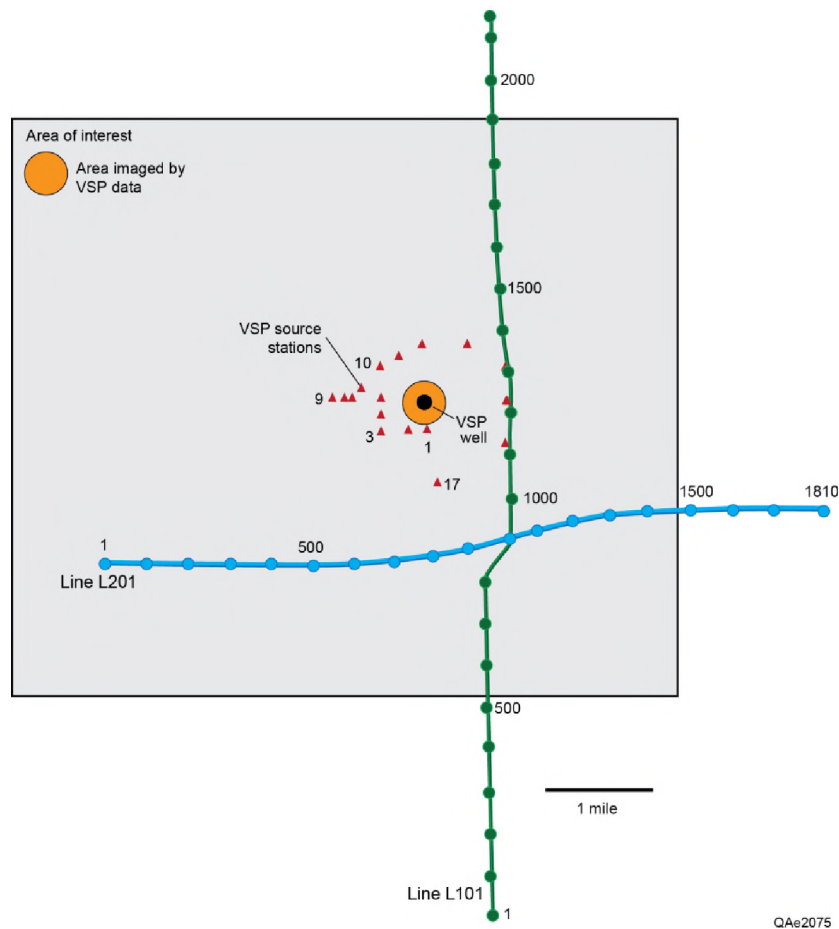 2000
Area of interest
Area imaged by
VSP data
1500
VSP source
stations
10
9
VSP
well
3
1
17
1000
1500
1810
1
500
Line L201
500
1 mile
Line L101
1
QAe2075